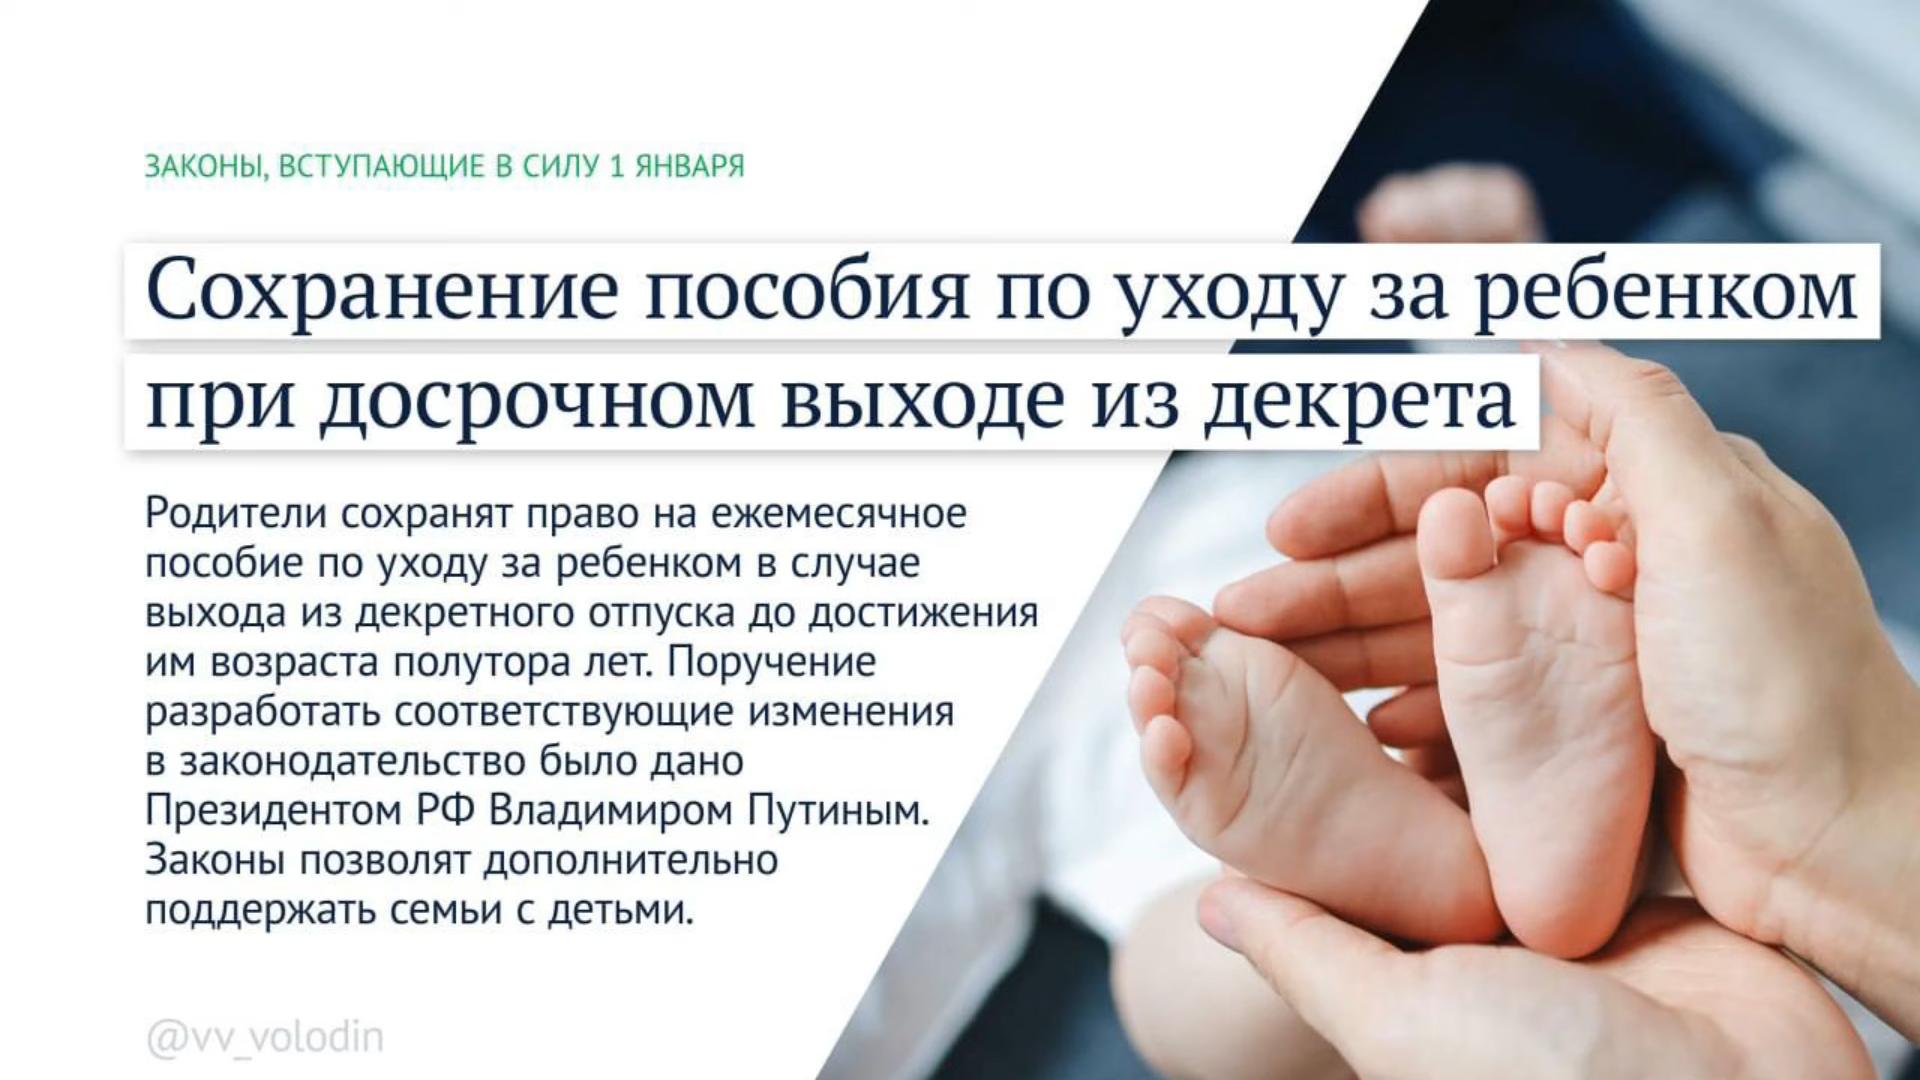 ЗАКОНЫ, ВСТУПАЮЩИЕ В СИЛУ 1 ЯНВАРЯ
Сохранение пособия по уходу за ребенком
при досрочном выходе из декрета
Родители сохранят право на ежемесячное
пособие по уходу за ребенком в случае
выхода из декретного отпуска до достижения
им возраста полутора лет. Поручение
разработать соответствующие изменения
в законодательство было дано
Президентом РФ Владимиром Путиным.
Законы позволят дополнительно
поддержать семьи с детьми.
@vv_volodin